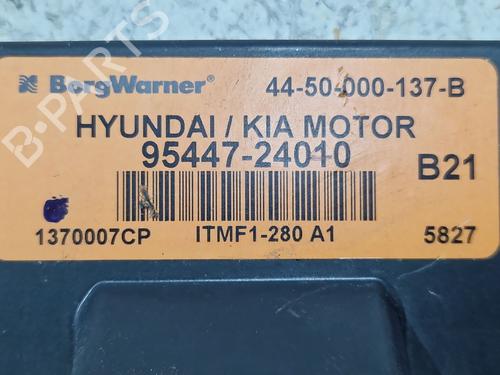 B-PARTS
BorgWarner®
44-50-000-137-B
HYUNDAI / KIA MOTOR
95447-24010
B21
1370007CP
ITMF1-280 A1
5827